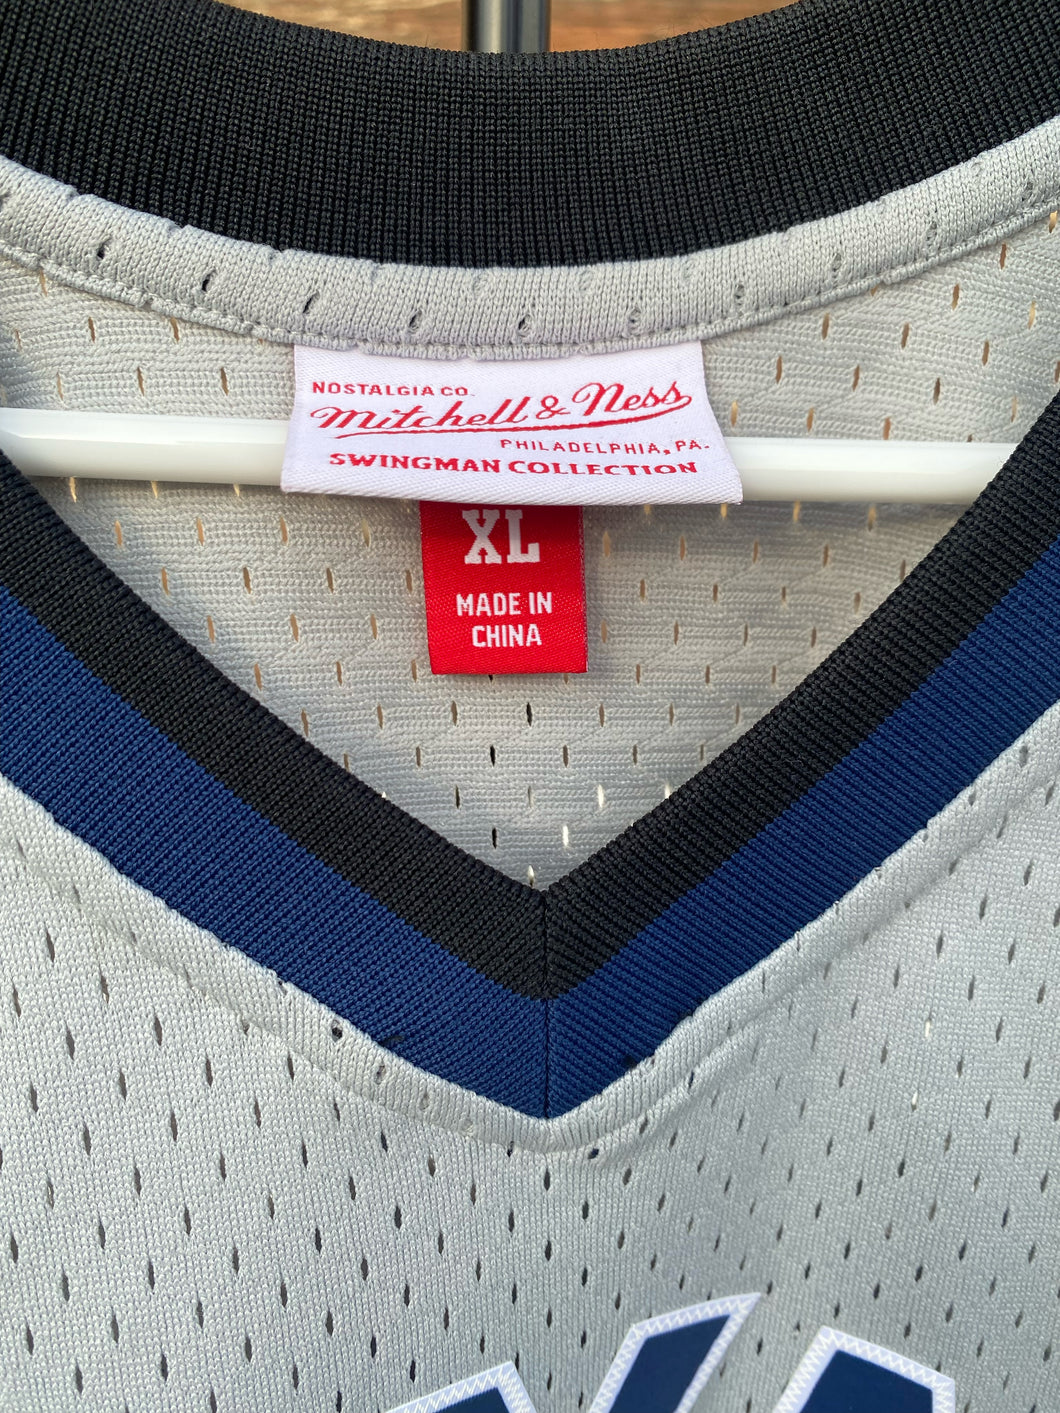 NOSTALGIA CO.
Mitchell & Ness
PHILADELPHIA, PA.
SWINGMAN COLLECTION
XL
MADE IN
CHINA